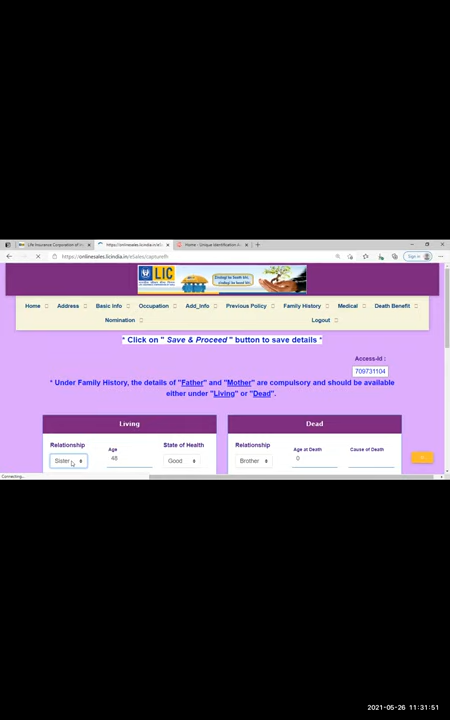 Life Insurance Corporation of In
https://onlinesales.licindia.in/eS
Home - Unique Identification A
https://onlinesales.licindia.in/eSales/capturefh
Sign in
LIC
Home Address Basic Info Occupation Add_Info Previous Policy Family History Medical Death Benefit
Nomination Logout
* Click on " Save & Proceed " button to save details *
Access-Id :
709731104
* Under Family History, the details of "Father" and "Mother" are compulsory and should be available
either under "Living" or "Dead".
Living
Dead
Relationship Age State of Health
Relationship Age at Death Cause of Death
Sister 48 Good
Brother 0
Connecting...
2021-05-26 11:31:51